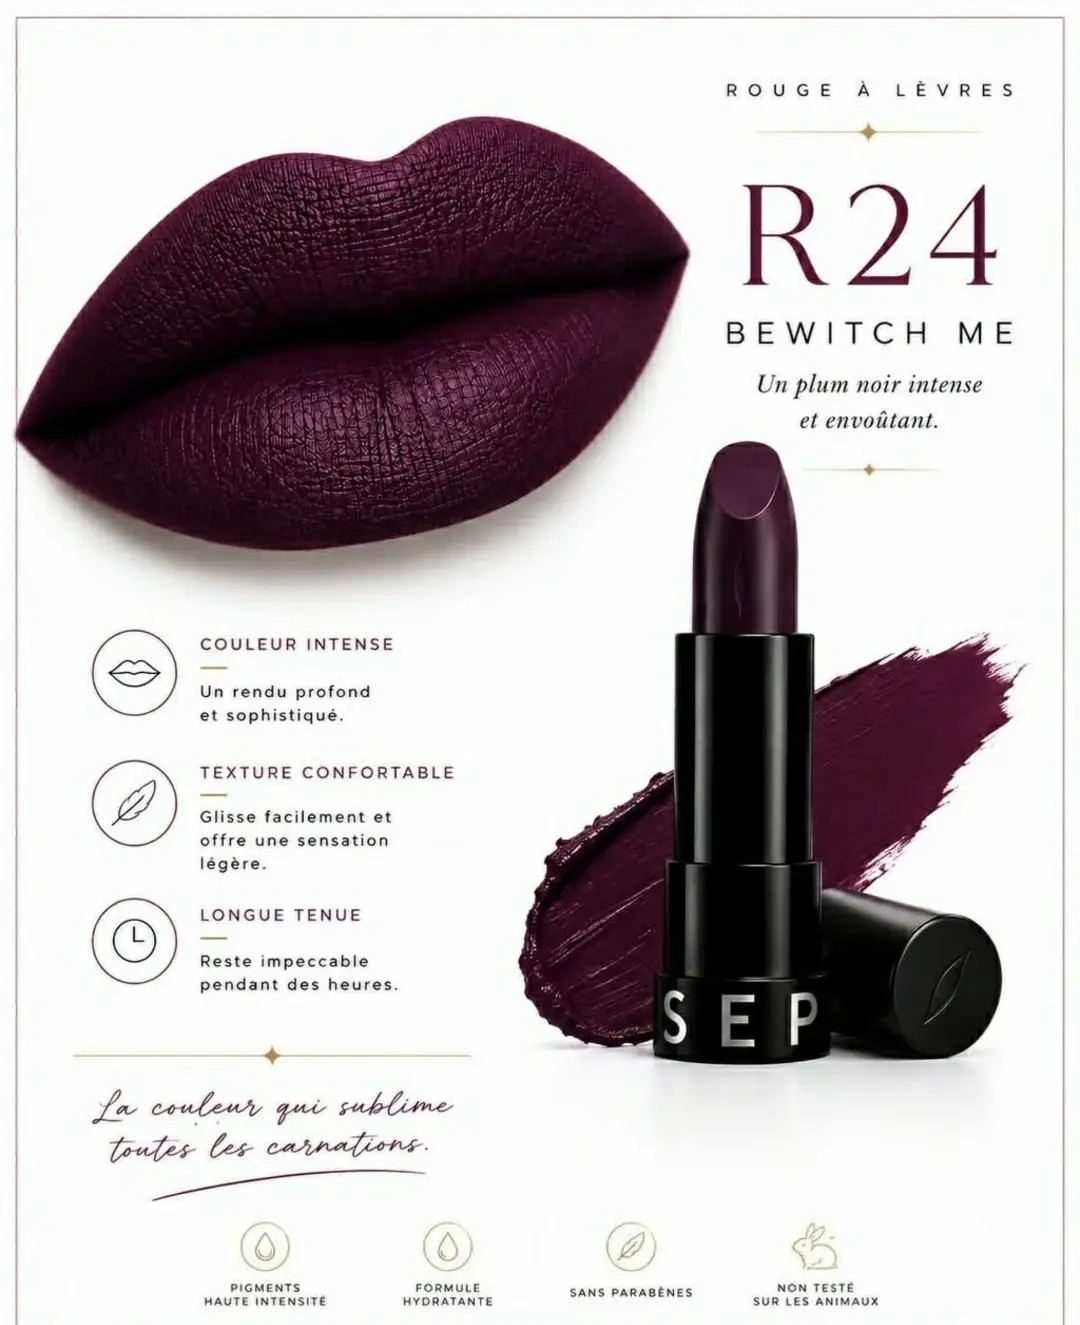 ROUGE À LÈVRES
R24
BEWITCH ME
Un plum noir intense
et envoûtant.
COULEUR INTENSE
Un rendu profond
et sophistiqué.
TEXTURE CONFORTABLE
Glisse facilement et
offre une sensation
légère.
LONGUE TENUE
Reste impeccable
pendant des heures.
SEP
La couleur qui sublime
toutes les carnations.
PIGMENTS
HAUTE INTENSITÉ
FORMULE
HYDRATANTE
SANS PARABÈNES
NON TESTÉ
SUR LES ANIMAUX